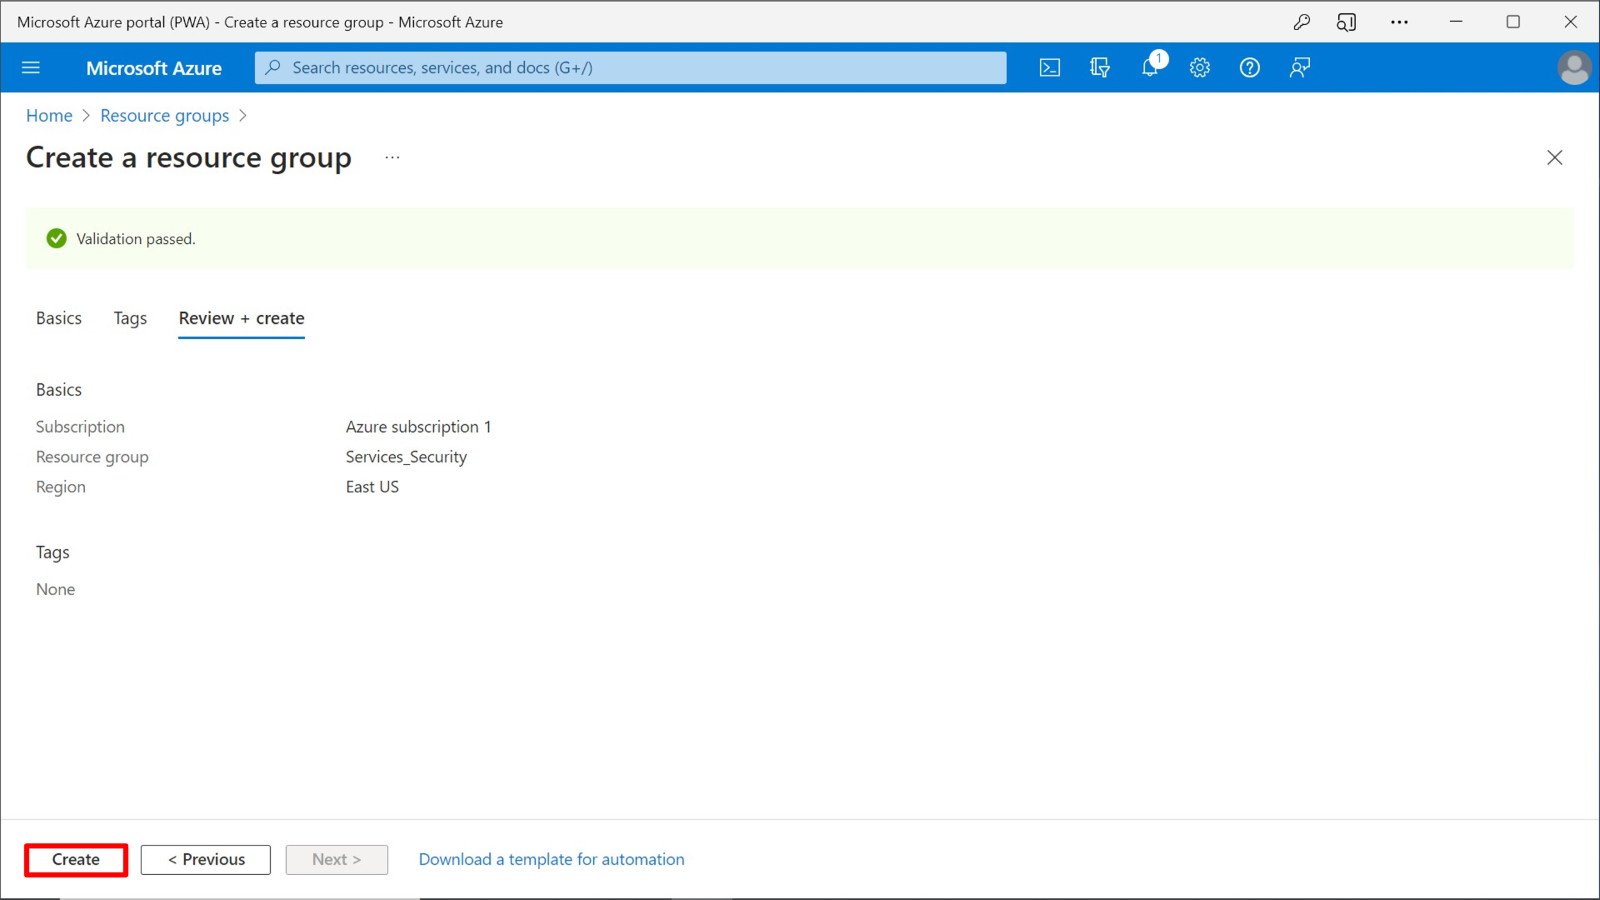 Microsoft Azure portal (PWA) - Create a resource group - Microsoft Azure
Microsoft Azure
Search resources, services, and docs (G+/)
1
Home > Resource groups >
Create a resource group ...
Validation passed.
Basics Tags Review + create
Basics
Subscription Azure subscription 1
Resource group Services_Security
Region East US
Tags
None
Create < Previous Next > Download a template for automation